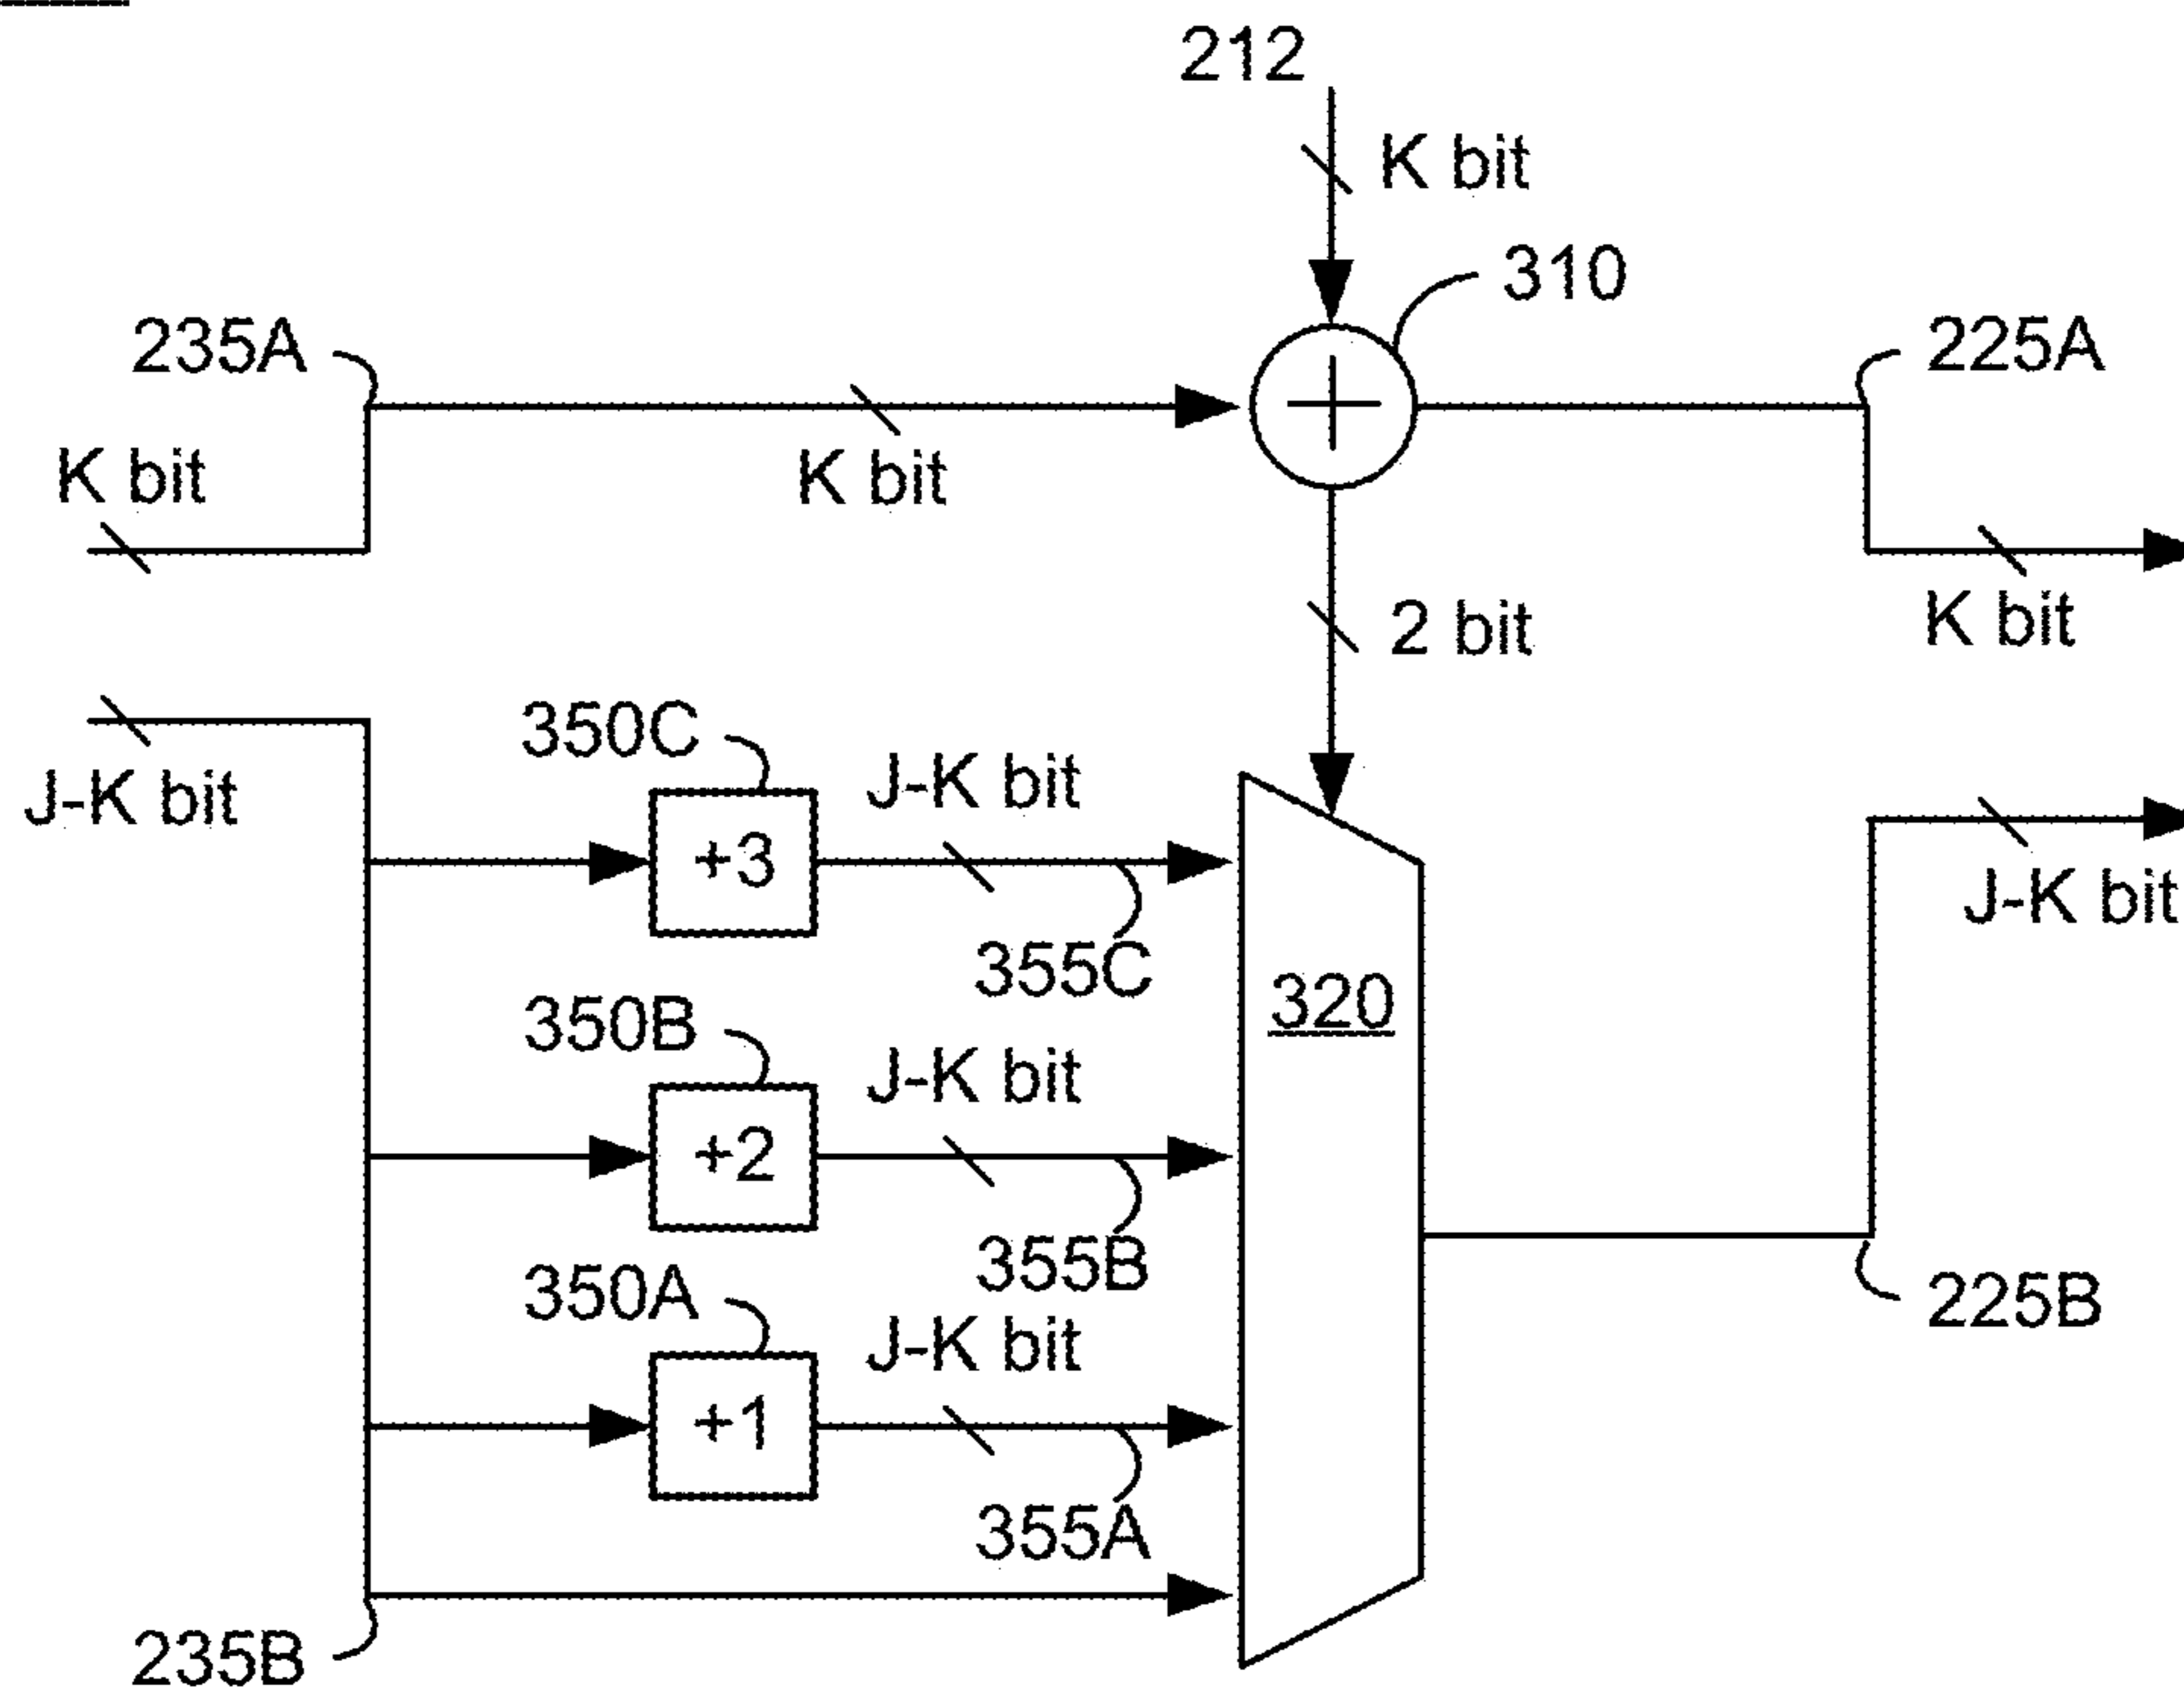 212
K bit
310
235A
225A
K bit
K bit
+
K bit
2 bit
350C
J-K bit
J-K bit
+3
J-K bit
355C
320
350B
J-K bit
+2
355B
350A
225B
J-K bit
+1
355A
235B